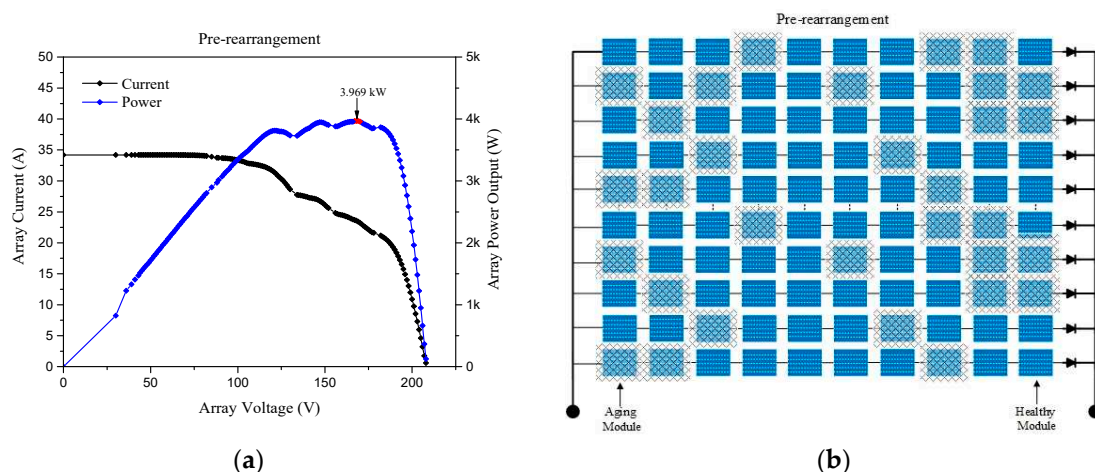 Pre-rearrangement
50
45
40
35
30
25
20
15
10
5
0
Array Current (A)
Current
Power
3.969 kW
5k
4k
3k
2k
1k
0
Array Power Output (W)
0
50
100
150
200
Array Voltage (V)
(a)
Pre-rearrangement
Aging
Module
Healthy
Module
(b)